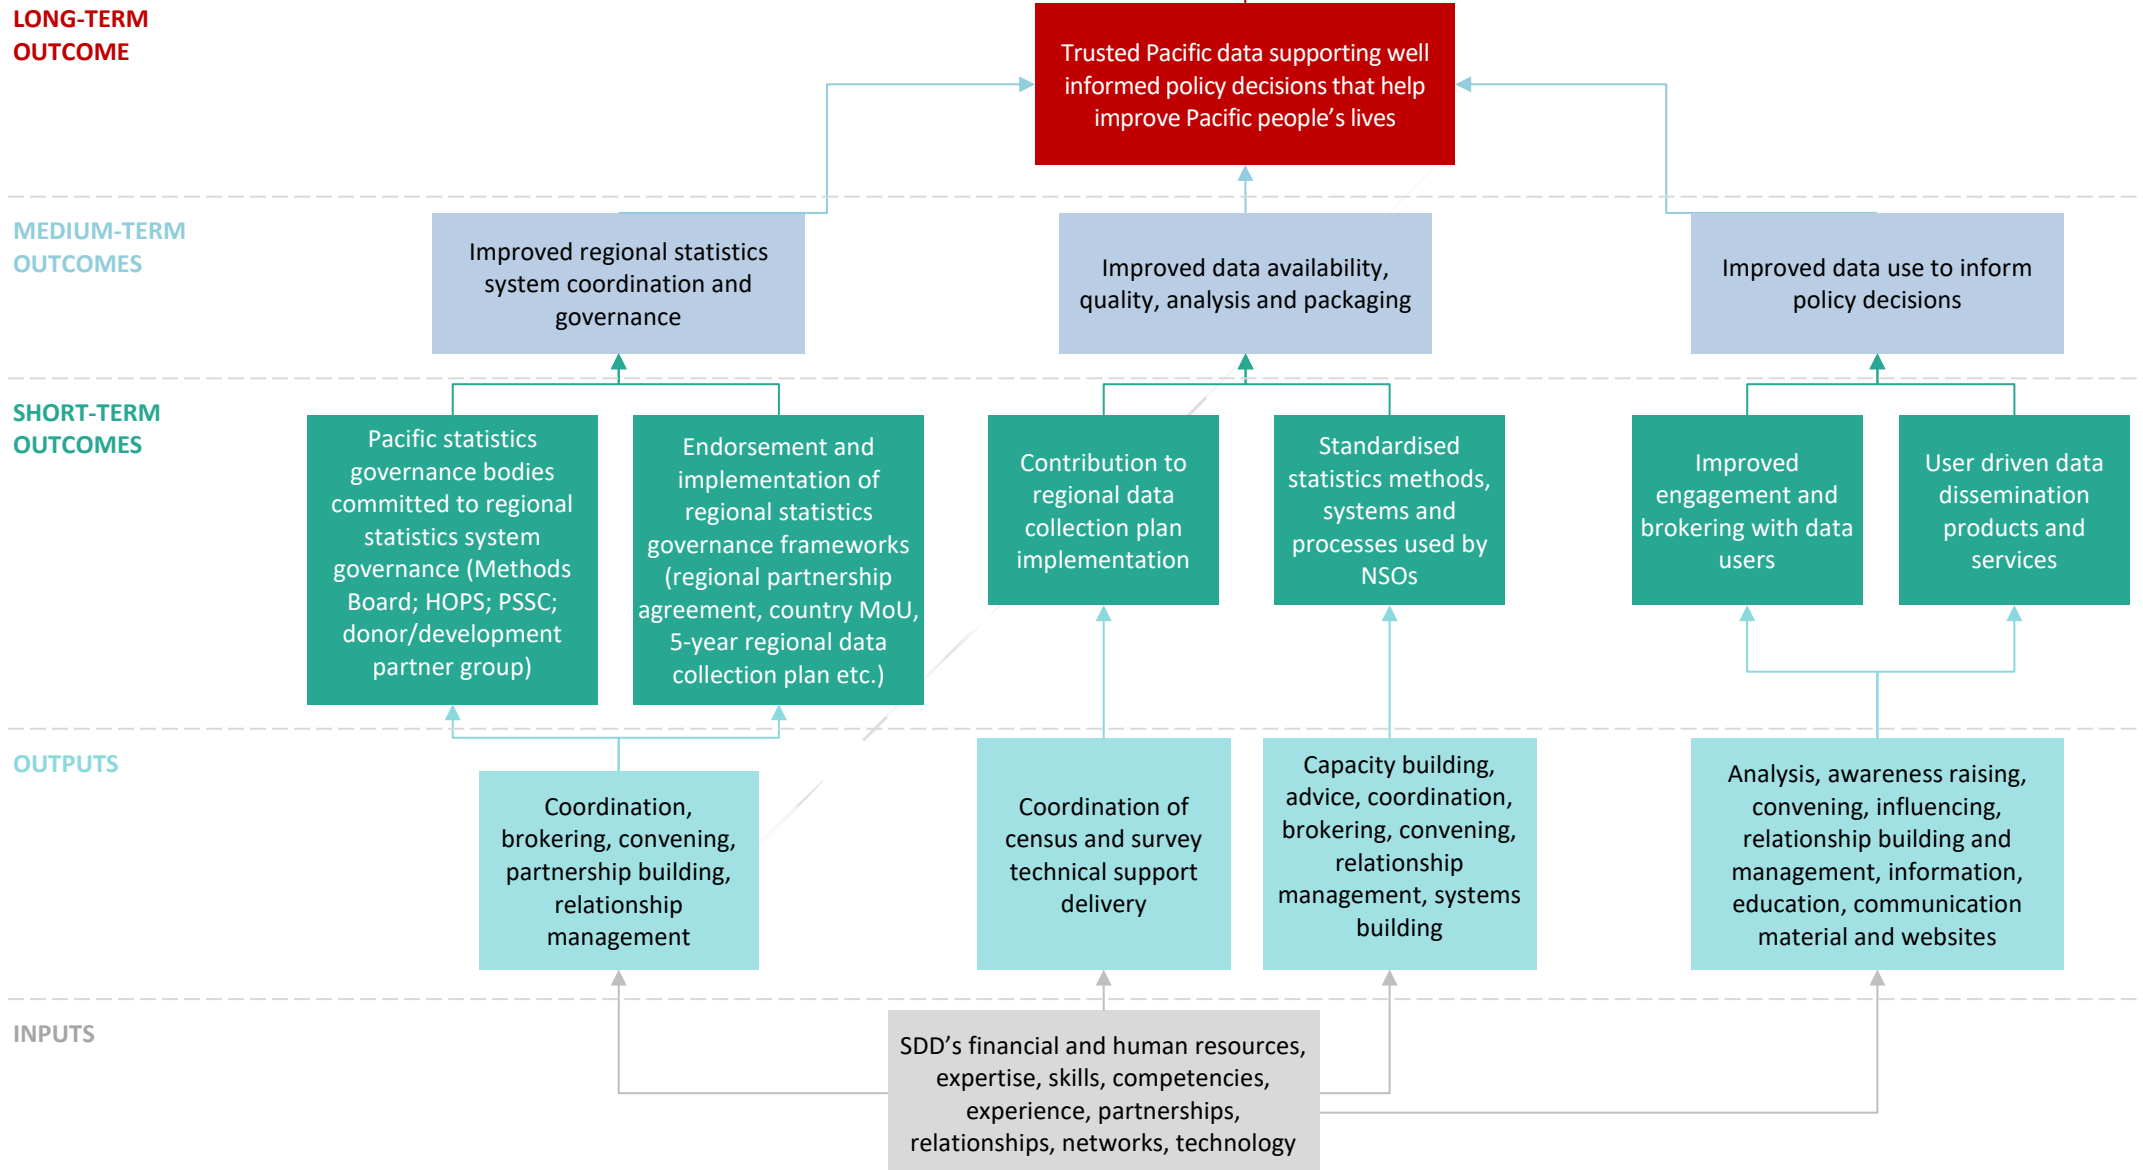 LONG-TERM
OUTCOME
Trusted Pacific data supporting well
informed policy decisions that help
improve Pacific people’s lives
MEDIUM-TERM
OUTCOMES
Improved regional statistics
system coordination and
governance
Improved data availability,
quality, analysis and packaging
Improved data use to inform
policy decisions
SHORT-TERM
OUTCOMES
Pacific statistics
governance bodies
committed to regional
statistics system
governance (Methods
Board; HOPS; PSSC;
donor/development
partner group)
Endorsement and
implementation of
regional statistics
governance frameworks
(regional partnership
agreement, country MoU,
5-year regional data
collection plan etc.)
Contribution to
regional data
collection plan
implementation
Standardised
statistics methods,
systems and
processes used by
NSOs
Improved
engagement and
brokering with data
users
User driven data
dissemination
products and
services
OUTPUTS
Coordination,
brokering, convening,
partnership building,
relationship
management
Coordination of
census and survey
technical support
delivery
Capacity building,
advice, coordination,
brokering, convening,
relationship
management, systems
building
Analysis, awareness raising,
convening, influencing,
relationship building and
management, information,
education, communication
material and websites
INPUTS
SDD’s financial and human resources,
expertise, skills, competencies,
experience, partnerships,
relationships, networks, technology